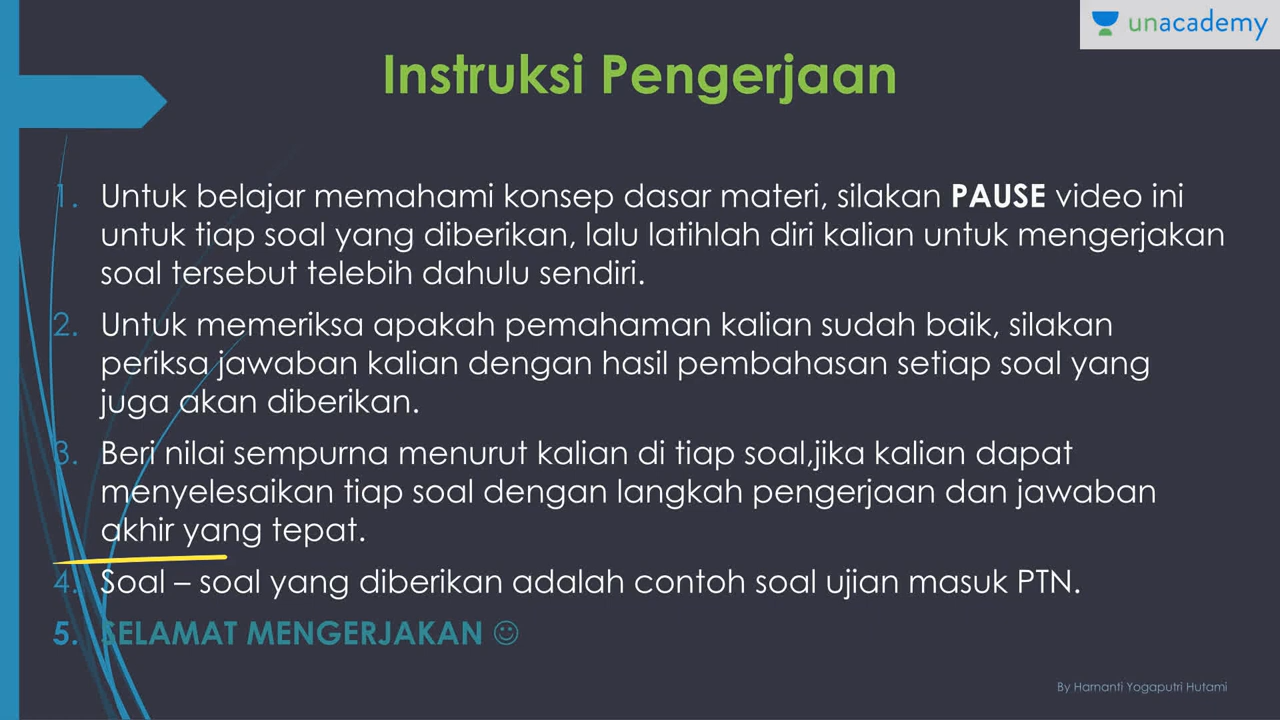 unacademy
Instruksi Pengerjaan
1. Untuk belajar memahami konsep dasar materi, silakan PAUSE video ini
untuk tiap soal yang diberikan, lalu latihlah diri kalian untuk mengerjakan
soal tersebut telebih dahulu sendiri.
2. Untuk memeriksa apakah pemahaman kalian sudah baik, silakan
periksa jawaban kalian dengan hasil pembahasan setiap soal yang
juga akan diberikan.
3. Beri nilai sempurna menurut kalian di tiap soal,jika kalian dapat
menyelesaikan tiap soal dengan langkah pengerjaan dan jawaban
akhir yang tepat.
4. Soal – soal yang diberikan adalah contoh soal ujian masuk PTN.
5. SELAMAT MENGERJAKAN ☺
By Harnanti Yogaputri Hutami